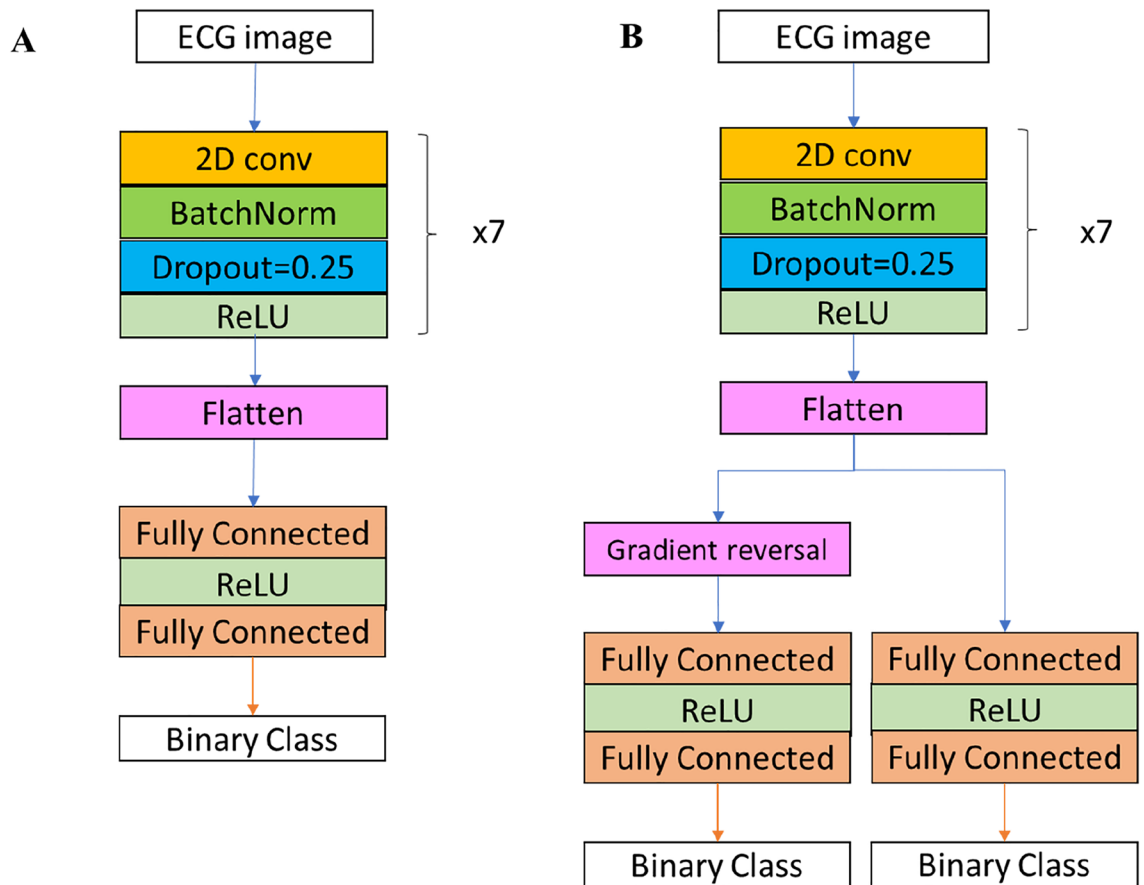 A
ECG image
2D conv
BatchNorm
Dropout=0.25
ReLU
x7
Flatten
Fully Connected
ReLU
Fully Connected
Binary Class
B
ECG image
2D conv
BatchNorm
Dropout=0.25
ReLU
x7
Flatten
Gradient reversal
Fully Connected
ReLU
Fully Connected
Binary Class
Fully Connected
ReLU
Fully Connected
Binary Class